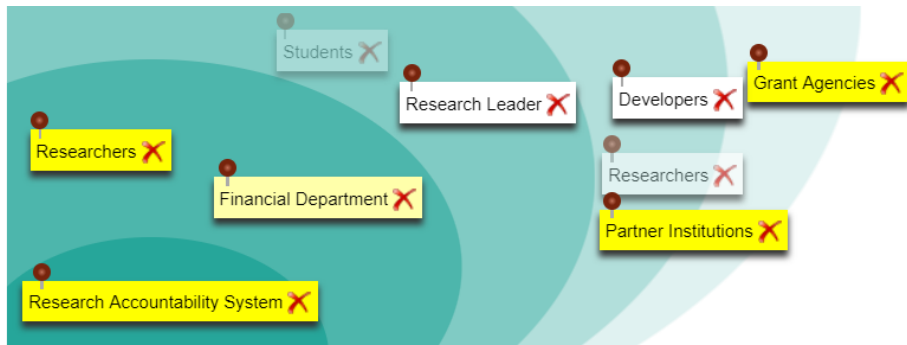 Students
Grant Agencies
Research Leader
Developers
Researchers
Researchers
Financial Department
Partner Institutions
Research Accountability System